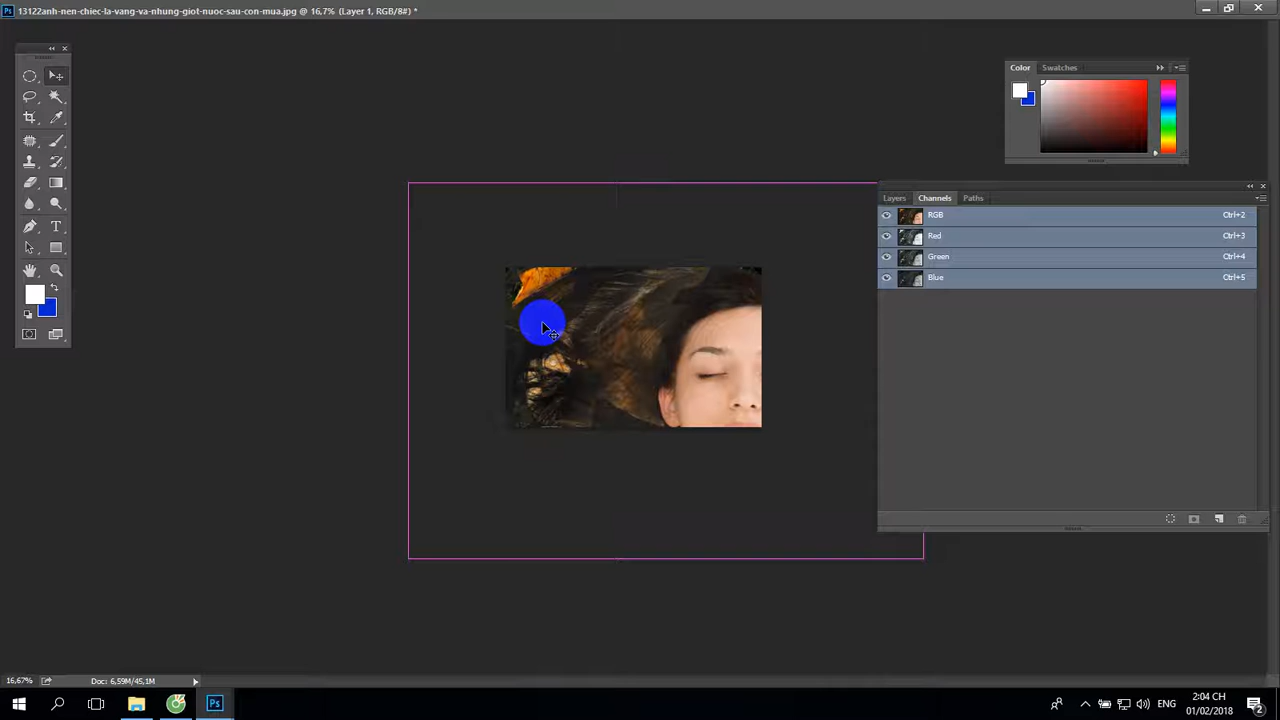 13122anh-nen-chiec-la-vang-va-nhung-giot-nuoc-sau-con-mua.jpg @ 16,7% (Layer 1, RGB/8#) *
Color
Swatches
Layers
Channels
Paths
RGB
Ctrl+2
Red
Ctrl+3
Green
Ctrl+4
Blue
Ctrl+5
16,67%
Doc: 6,59M/45,1M
ENG
2:04 CH
01/02/2018